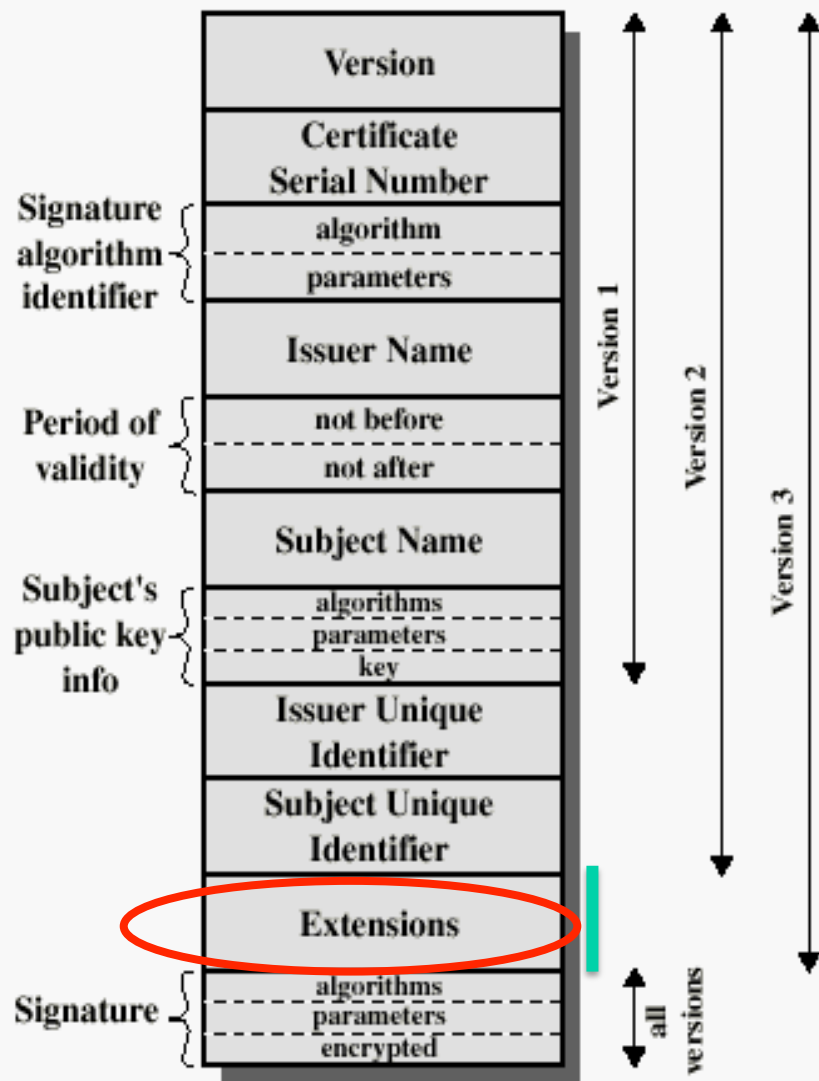 Version
Certificate
Serial Number
Signature
algorithm
identifier
algorithm
parameters
Issuer Name
Period of
validity
not before
not after
Subject Name
Subject's
public key
info
algorithms
parameters
key
Issuer Unique
Identifier
Subject Unique
Identifier
Extensions
Signature
algorithms
parameters
encrypted
Version 1
Version 2
Version 3
all
versions